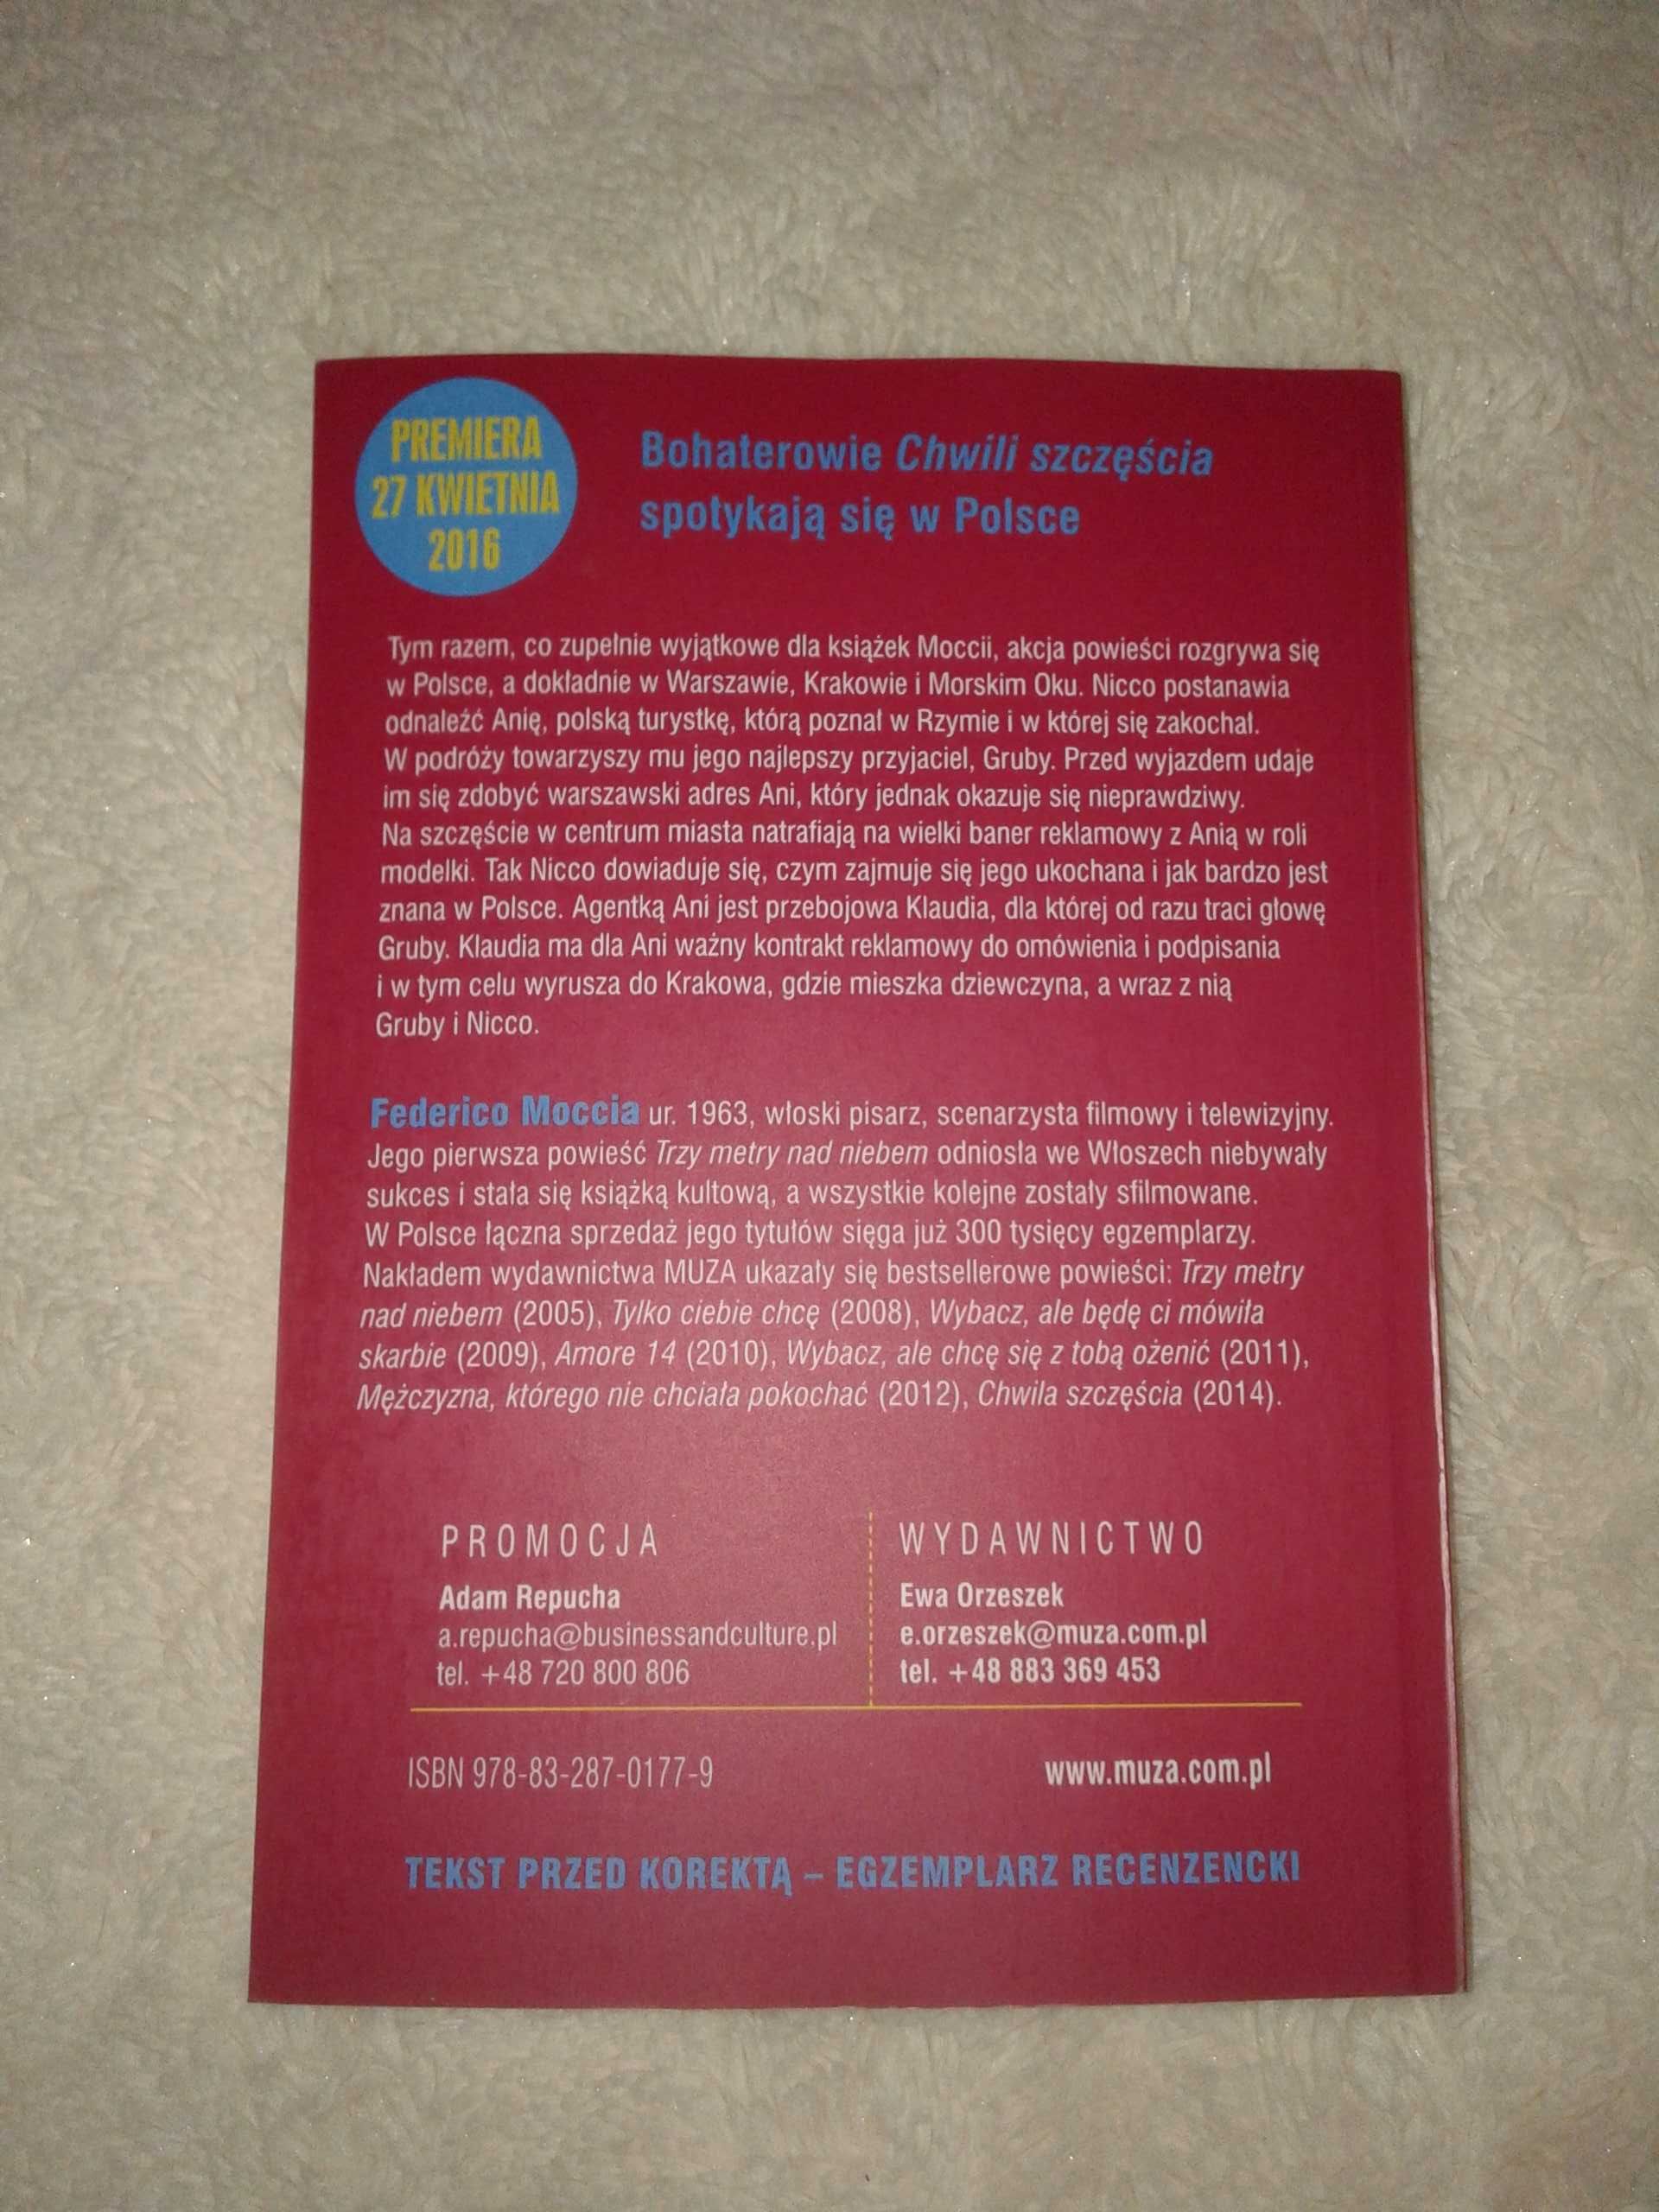 PREMIERA
27 KWIETNIA
2016
Bohaterowie Chwili szczęścia
spotykają się w Polsce
Tym razem, co zupełnie wyjątkowe dla książek Moccii, akcja powieści rozgrywa się
w Polsce, a dokładnie w Warszawie, Krakowie i Morskim Oku. Nicco postanawia
odnaleźć Anię, polską turystkę, którą poznał w Rzymie i w której się zakochał.
W podróży towarzyszy mu jego najlepszy przyjaciel, Gruby. Przed wyjazdem udaje
im się zdobyć warszawski adres Ani, który jednak okazuje się nieprawdziwy.
Na szczęście w centrum miasta natrafiają na wielki baner reklamowy z Anią w roli
modelki. Tak Nicco dowiaduje się, czym zajmuje się jego ukochana i jak bardzo jest
znana w Polsce. Agentką Ani jest przebojowa Klaudia, dla której od razu traci głowę
Gruby. Klaudia ma dla Ani ważny kontrakt reklamowy do omówienia i podpisania
i w tym celu wyrusza do Krakowa, gdzie mieszka dziewczyna, a wraz z nią
Gruby i Nicco.
Federico Moccia ur. 1963, włoski pisarz, scenarzysta filmowy i telewizyjny.
Jego pierwsza powieść Trzy metry nad niebem odniosła we Włoszech niebywały
sukces i stała się książką kultową, a wszystkie kolejne zostały sfilmowane.
W Polsce łączna sprzedaż jego tytułów sięga już 300 tysięcy egzemplarzy.
Nakładem wydawnictwa MUZA ukazały się bestsellerowe powieści: Trzy metry
nad niebem (2005), Tylko ciebie chcę (2008), Wybacz, ale będę ci mówiła
skarbie (2009), Amore 14 (2010), Wybacz, ale chcę się z tobą ożenić (2011),
Mężczyzna, którego nie chciała pokochać (2012), Chwila szczęścia (2014).
PROMOCJA
Adam Repucha
a.repucha@businessandculture.pl
tel. +48 720 800 806
WYDAWNICTWO
Ewa Orzeszek
e.orzeszek@muza.com.pl
tel. +48 883 369 453
ISBN 978-83-287-0177-9
www.muza.com.pl
TEKST PRZED KOREKTĄ – EGZEMPLARZ RECENZENCKI